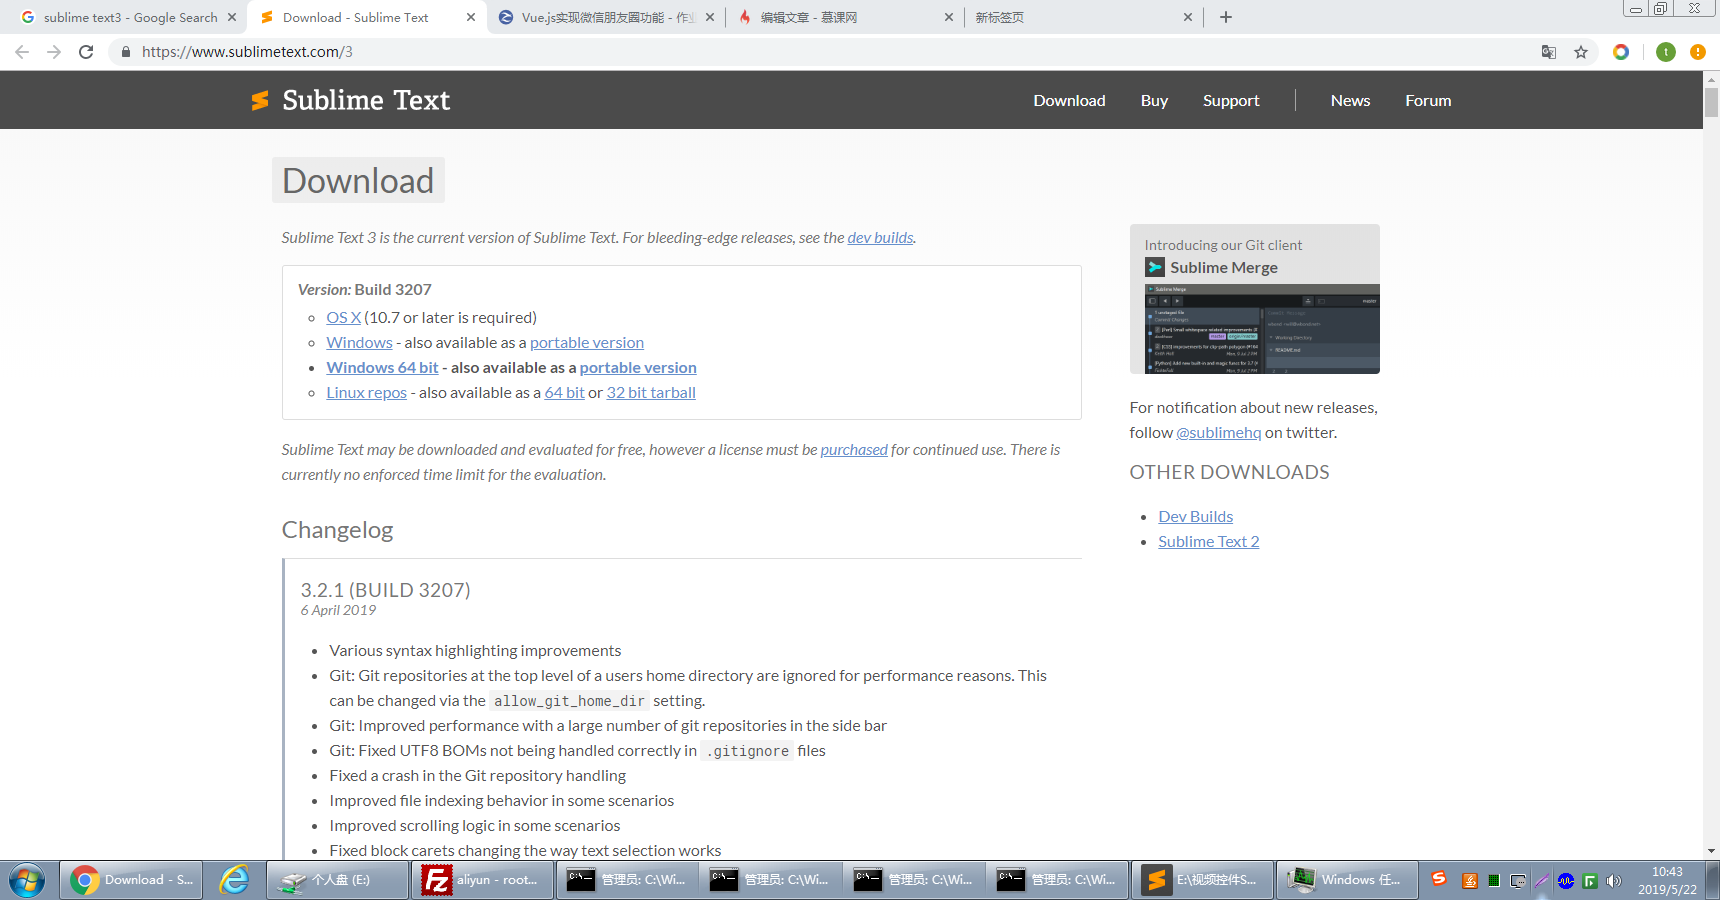 sublime text3 - Google Search
Download - Sublime Text
Vue.js实现微信朋友圈功能 - 作业
编辑文章 - 慕课网
新标签页
https://www.sublimetext.com/3
t
Sublime Text
Download
Buy
Support
News
Forum
Download
Sublime Text 3 is the current version of Sublime Text. For bleeding-edge releases, see the dev builds.
Version: Build 3207
OS X (10.7 or later is required)
Windows - also available as a portable version
Windows 64 bit - also available as a portable version
Linux repos - also available as a 64 bit or 32 bit tarball
Sublime Text may be downloaded and evaluated for free, however a license must be purchased for continued use. There is
currently no enforced time limit for the evaluation.
Changelog
3.2.1 (BUILD 3207)
6 April 2019
Various syntax highlighting improvements
Git: Git repositories at the top level of a users home directory are ignored for performance reasons. This
can be changed via the allow_git_home_dir setting.
Git: Improved performance with a large number of git repositories in the side bar
Git: Fixed UTF8 BOMs not being handled correctly in .gitignore files
Fixed a crash in the Git repository handling
Improved file indexing behavior in some scenarios
Improved scrolling logic in some scenarios
Fixed block carets changing the way text selection works
Introducing our Git client
Sublime Merge
Sublime Merge
For notification about new releases,
follow @sublimehq on twitter.
OTHER DOWNLOADS
Dev Builds
Sublime Text 2
Download - S...
个人盘 (E:)
aliyun - root...
管理员: C:\Wi...
管理员: C:\Wi...
管理员: C:\Wi...
管理员: C:\Wi...
E:\视频控件S...
Windows 任...
10:43
2019/5/22